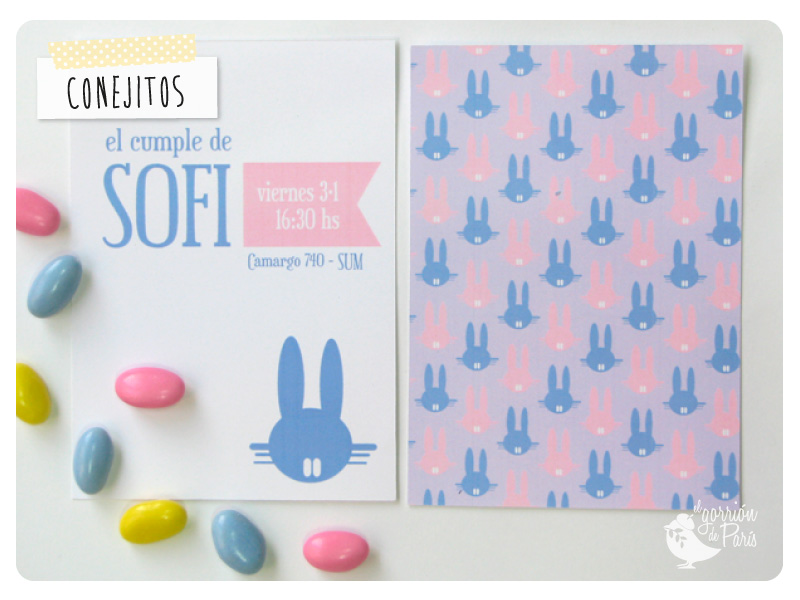 CONEJITOS
el cumple de
SOFI
viernes 3·1
16:30 hs
Camargo 740 - SUM
el gorrión
de París